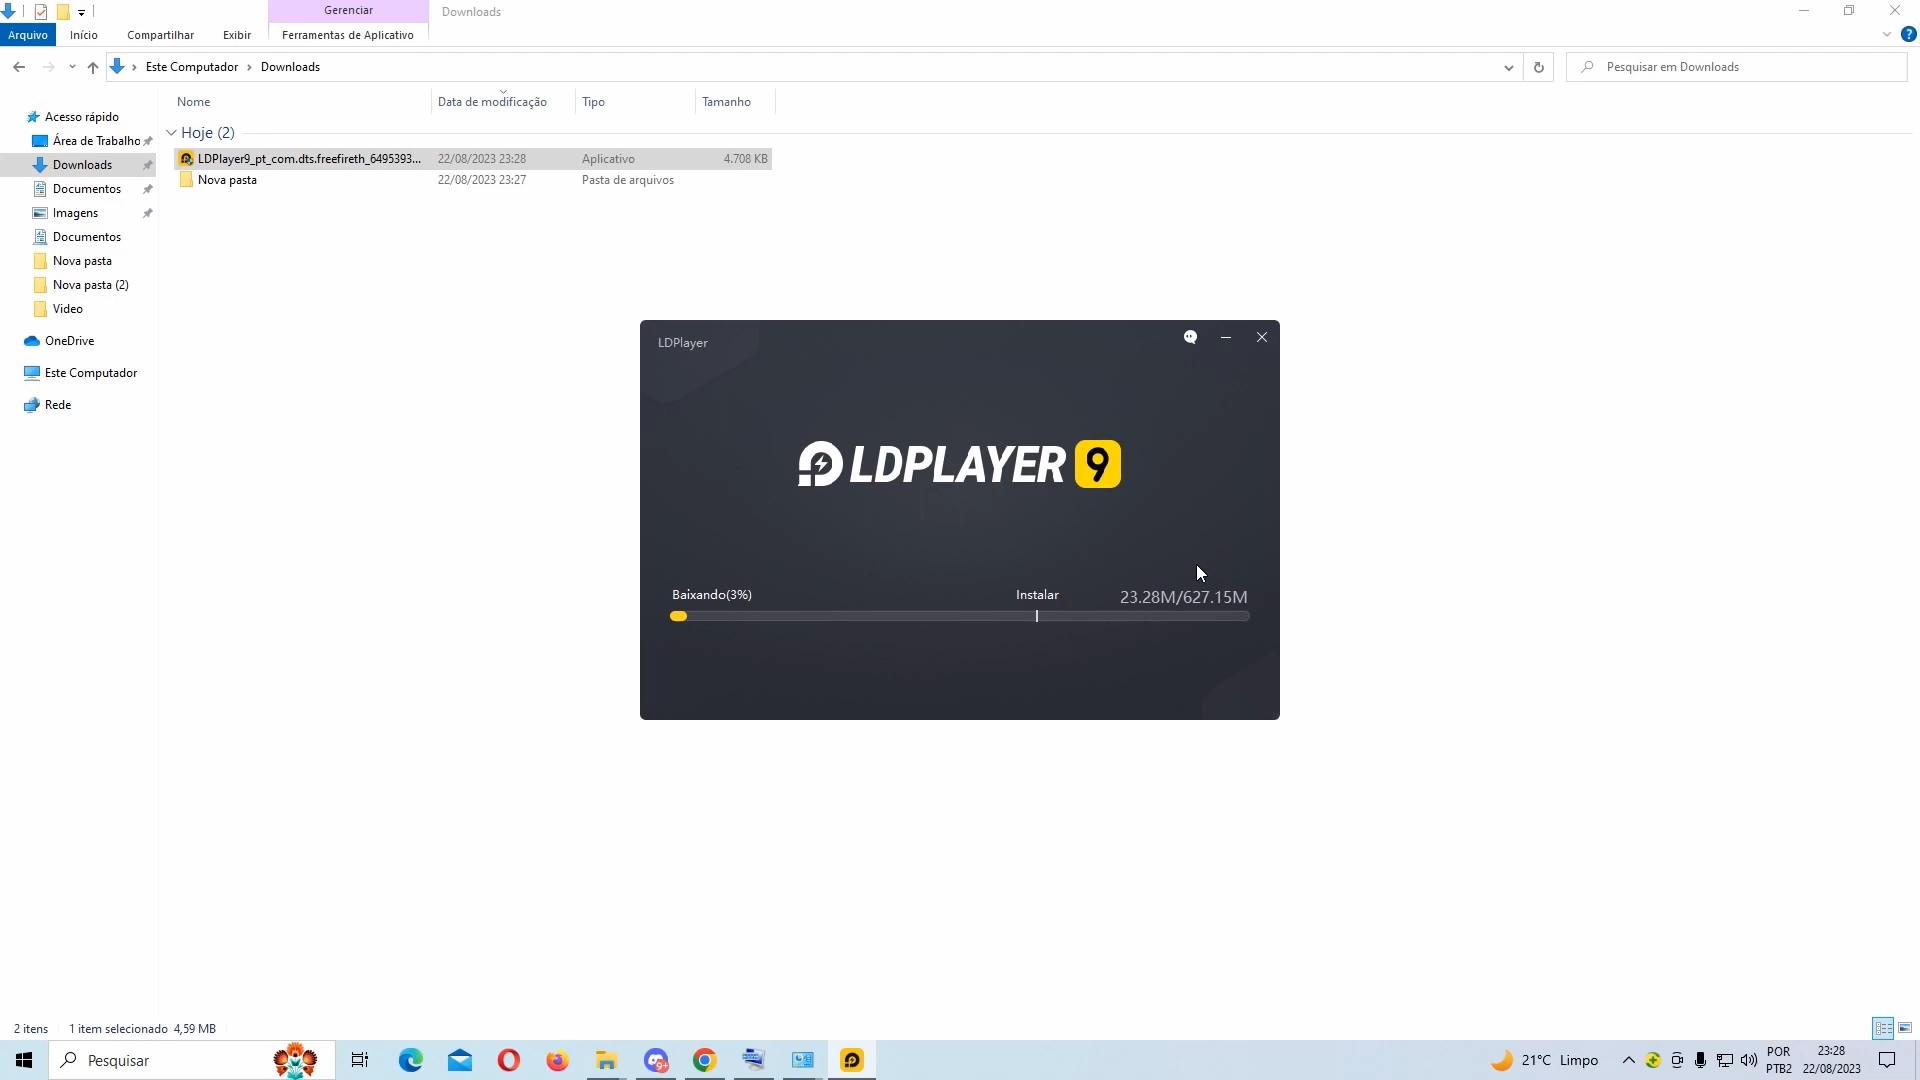 Gerenciar
Downloads
Arquivo
Início
Compartilhar
Exibir
Ferramentas de Aplicativo
Este Computador
Downloads
Pesquisar em Downloads
Nome
Data de modificação
Tipo
Tamanho
Hoje (2)
LDPlayer9_pt_com.dts.freefireth_6495393...
22/08/2023 23:28
Aplicativo
4.708 KB
Nova pasta
22/08/2023 23:27
Pasta de arquivos
Acesso rápido
Área de Trabalho
Downloads
Documentos
Imagens
Documentos
Nova pasta
Nova pasta (2)
Video
OneDrive
Este Computador
Rede
LDPlayer
LDPLAYER 9
Baixando(3%)
Instalar
23.28M/627.15M
2 itens
1 item selecionado 4,59 MB
Pesquisar
9+
21°C Limpo
POR
PTB2
23:28
22/08/2023